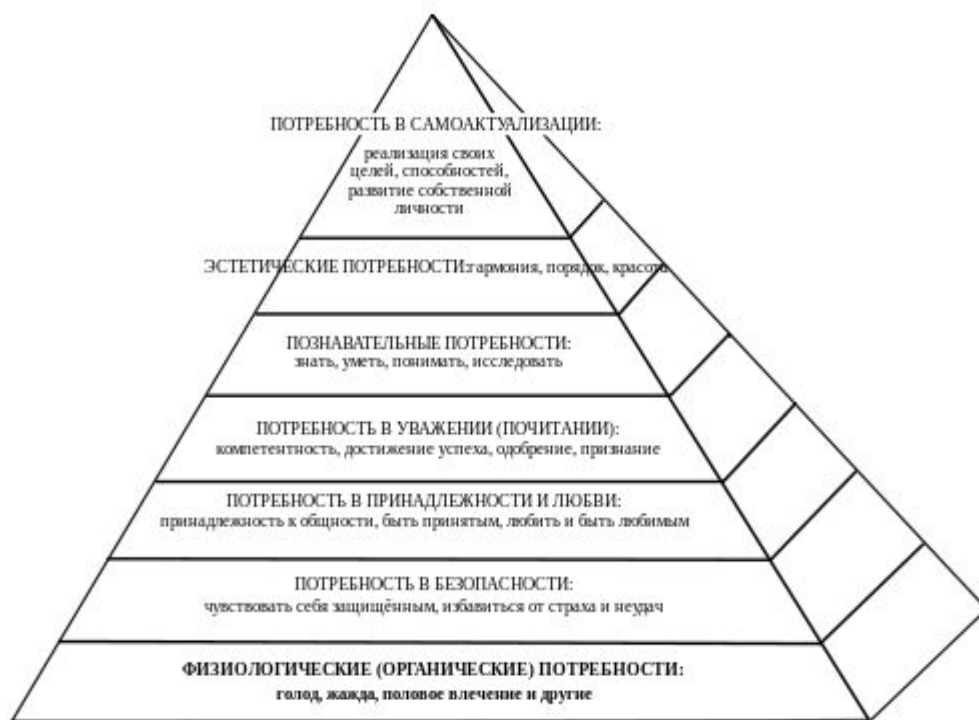 ПОТРЕБНОСТЬ В САМОАКТУАЛИЗАЦИИ:
реализация своих
целей, способностей,
развитие собственной
личности
ЭСТЕТИЧЕСКИЕ ПОТРЕБНОСТИ:гармония, порядок, красота
ПОЗНАВАТЕЛЬНЫЕ ПОТРЕБНОСТИ:
знать, уметь, понимать, исследовать
ПОТРЕБНОСТЬ В УВАЖЕНИИ (ПОЧИТАНИИ):
компетентность, достижение успеха, одобрение, признание
ПОТРЕБНОСТЬ В ПРИНАДЛЕЖНОСТИ И ЛЮБВИ:
принадлежность к общности, быть принятым, любить и быть любимым
ПОТРЕБНОСТЬ В БЕЗОПАСНОСТИ:
чувствовать себя защищённым, избавиться от страха и неудач
ФИЗИОЛОГИЧЕСКИЕ (ОРГАНИЧЕСКИЕ) ПОТРЕБНОСТИ:
голод, жажда, половое влечение и другие